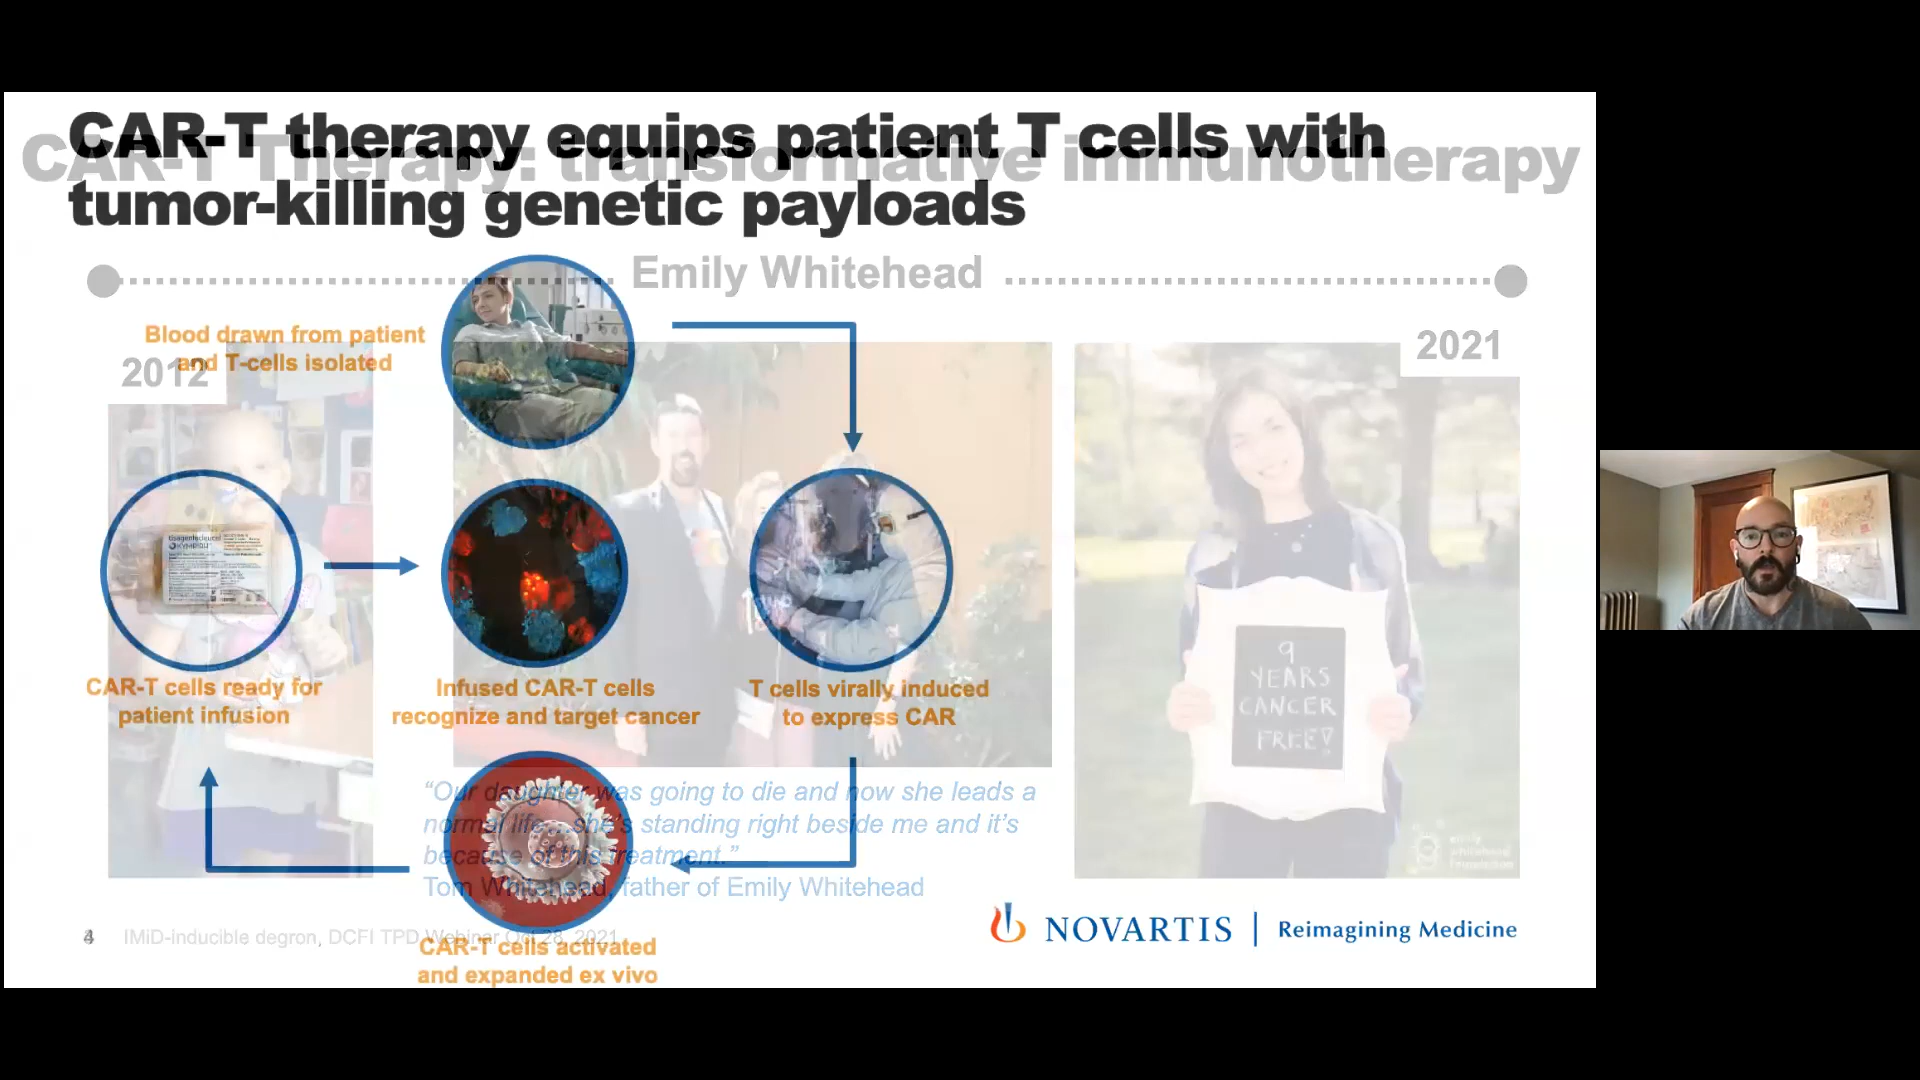 CAR-T therapy equips patient T cells with
tumor-killing genetic payloads
CAR-T Therapy: transformative immunotherapy
Emily Whitehead
Blood drawn from patient
and T-cells isolated
2012
2021
tisagenlecleucel
KYMRIAH
9
YEARS
CANCER
FREE!
CAR-T cells ready for
patient infusion
Infused CAR-T cells
recognize and target cancer
T cells virally induced
to express CAR
“Our daughter was going to die and now she leads a
normal life....she’s standing right beside me and it’s
because of this treatment.”
Tom Whitehead, father of Emily Whitehead
emily
whitehead
foundation
CAR-T cells activated
and expanded ex vivo
4
IMiD-inducible degron, DCFI TPD Webinar Oct 28, 2021
NOVARTIS | Reimagining Medicine